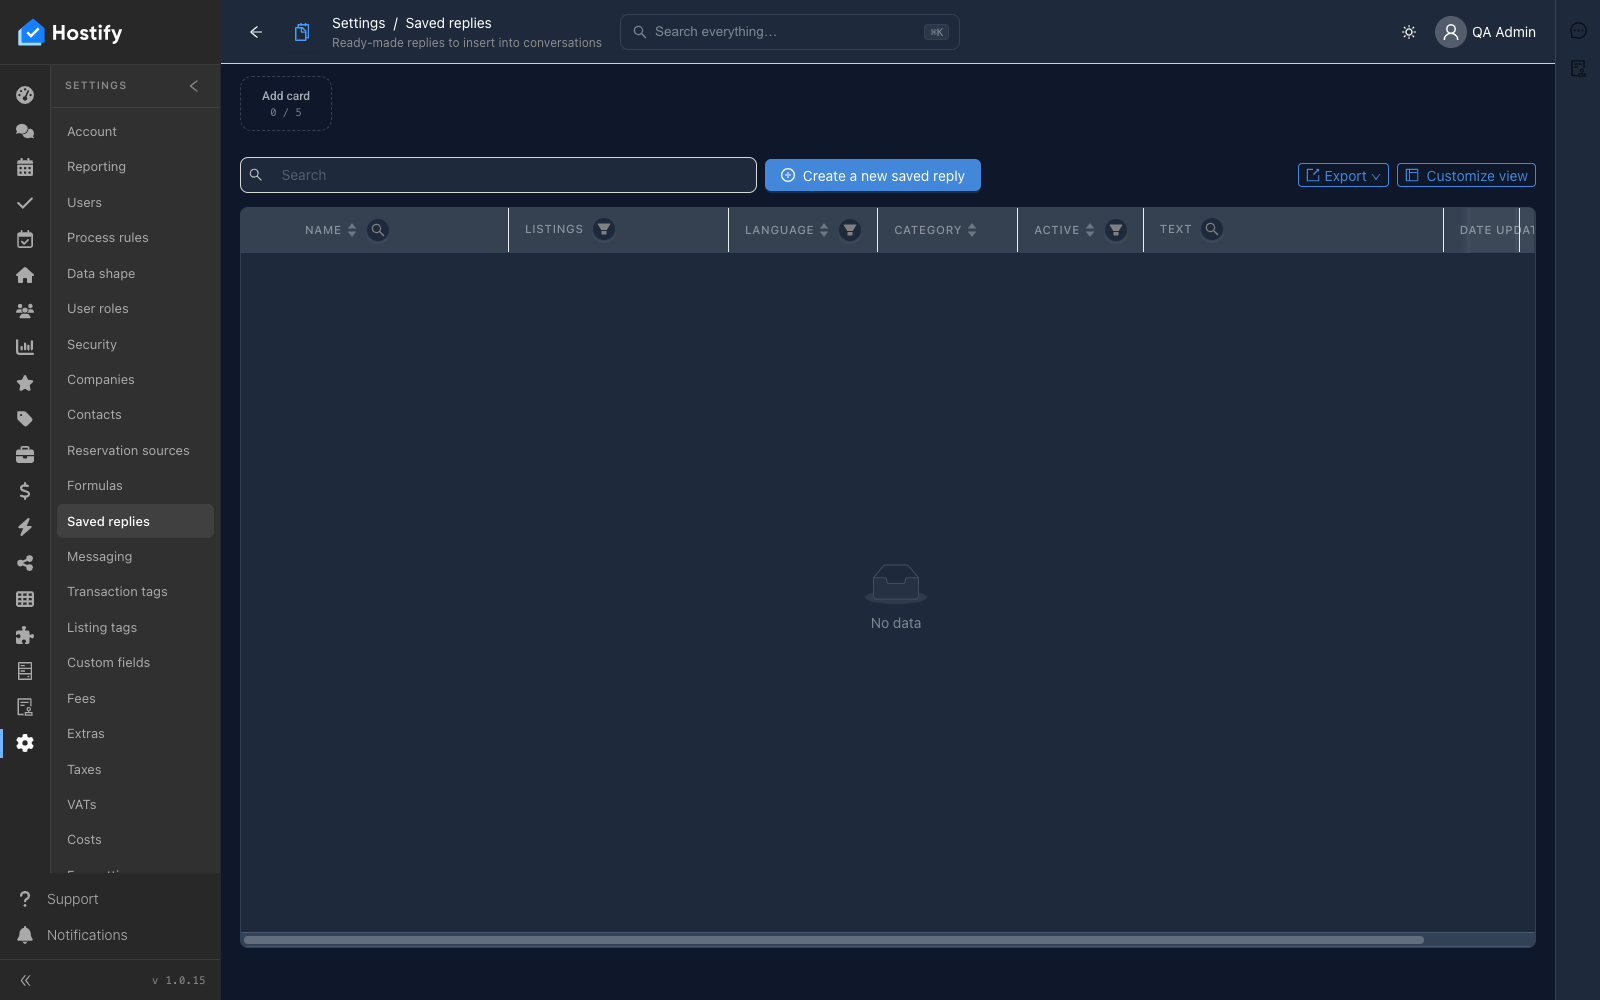 Hostify
Settings / Saved replies
Ready-made replies to insert into conversations
Search everything...
⌘K
QA Admin
SETTINGS
Account
Reporting
Users
Process rules
Data shape
User roles
Security
Companies
Contacts
Reservation sources
Formulas
Saved replies
Messaging
Transaction tags
Listing tags
Custom fields
Fees
Extras
Taxes
VATs
Costs
Support
Notifications
v 1.0.15
Add card
0 / 5
Search
Create a new saved reply
Export
Customize view
NAME
LISTINGS
LANGUAGE
CATEGORY
ACTIVE
TEXT
DATE UPDAT
No data